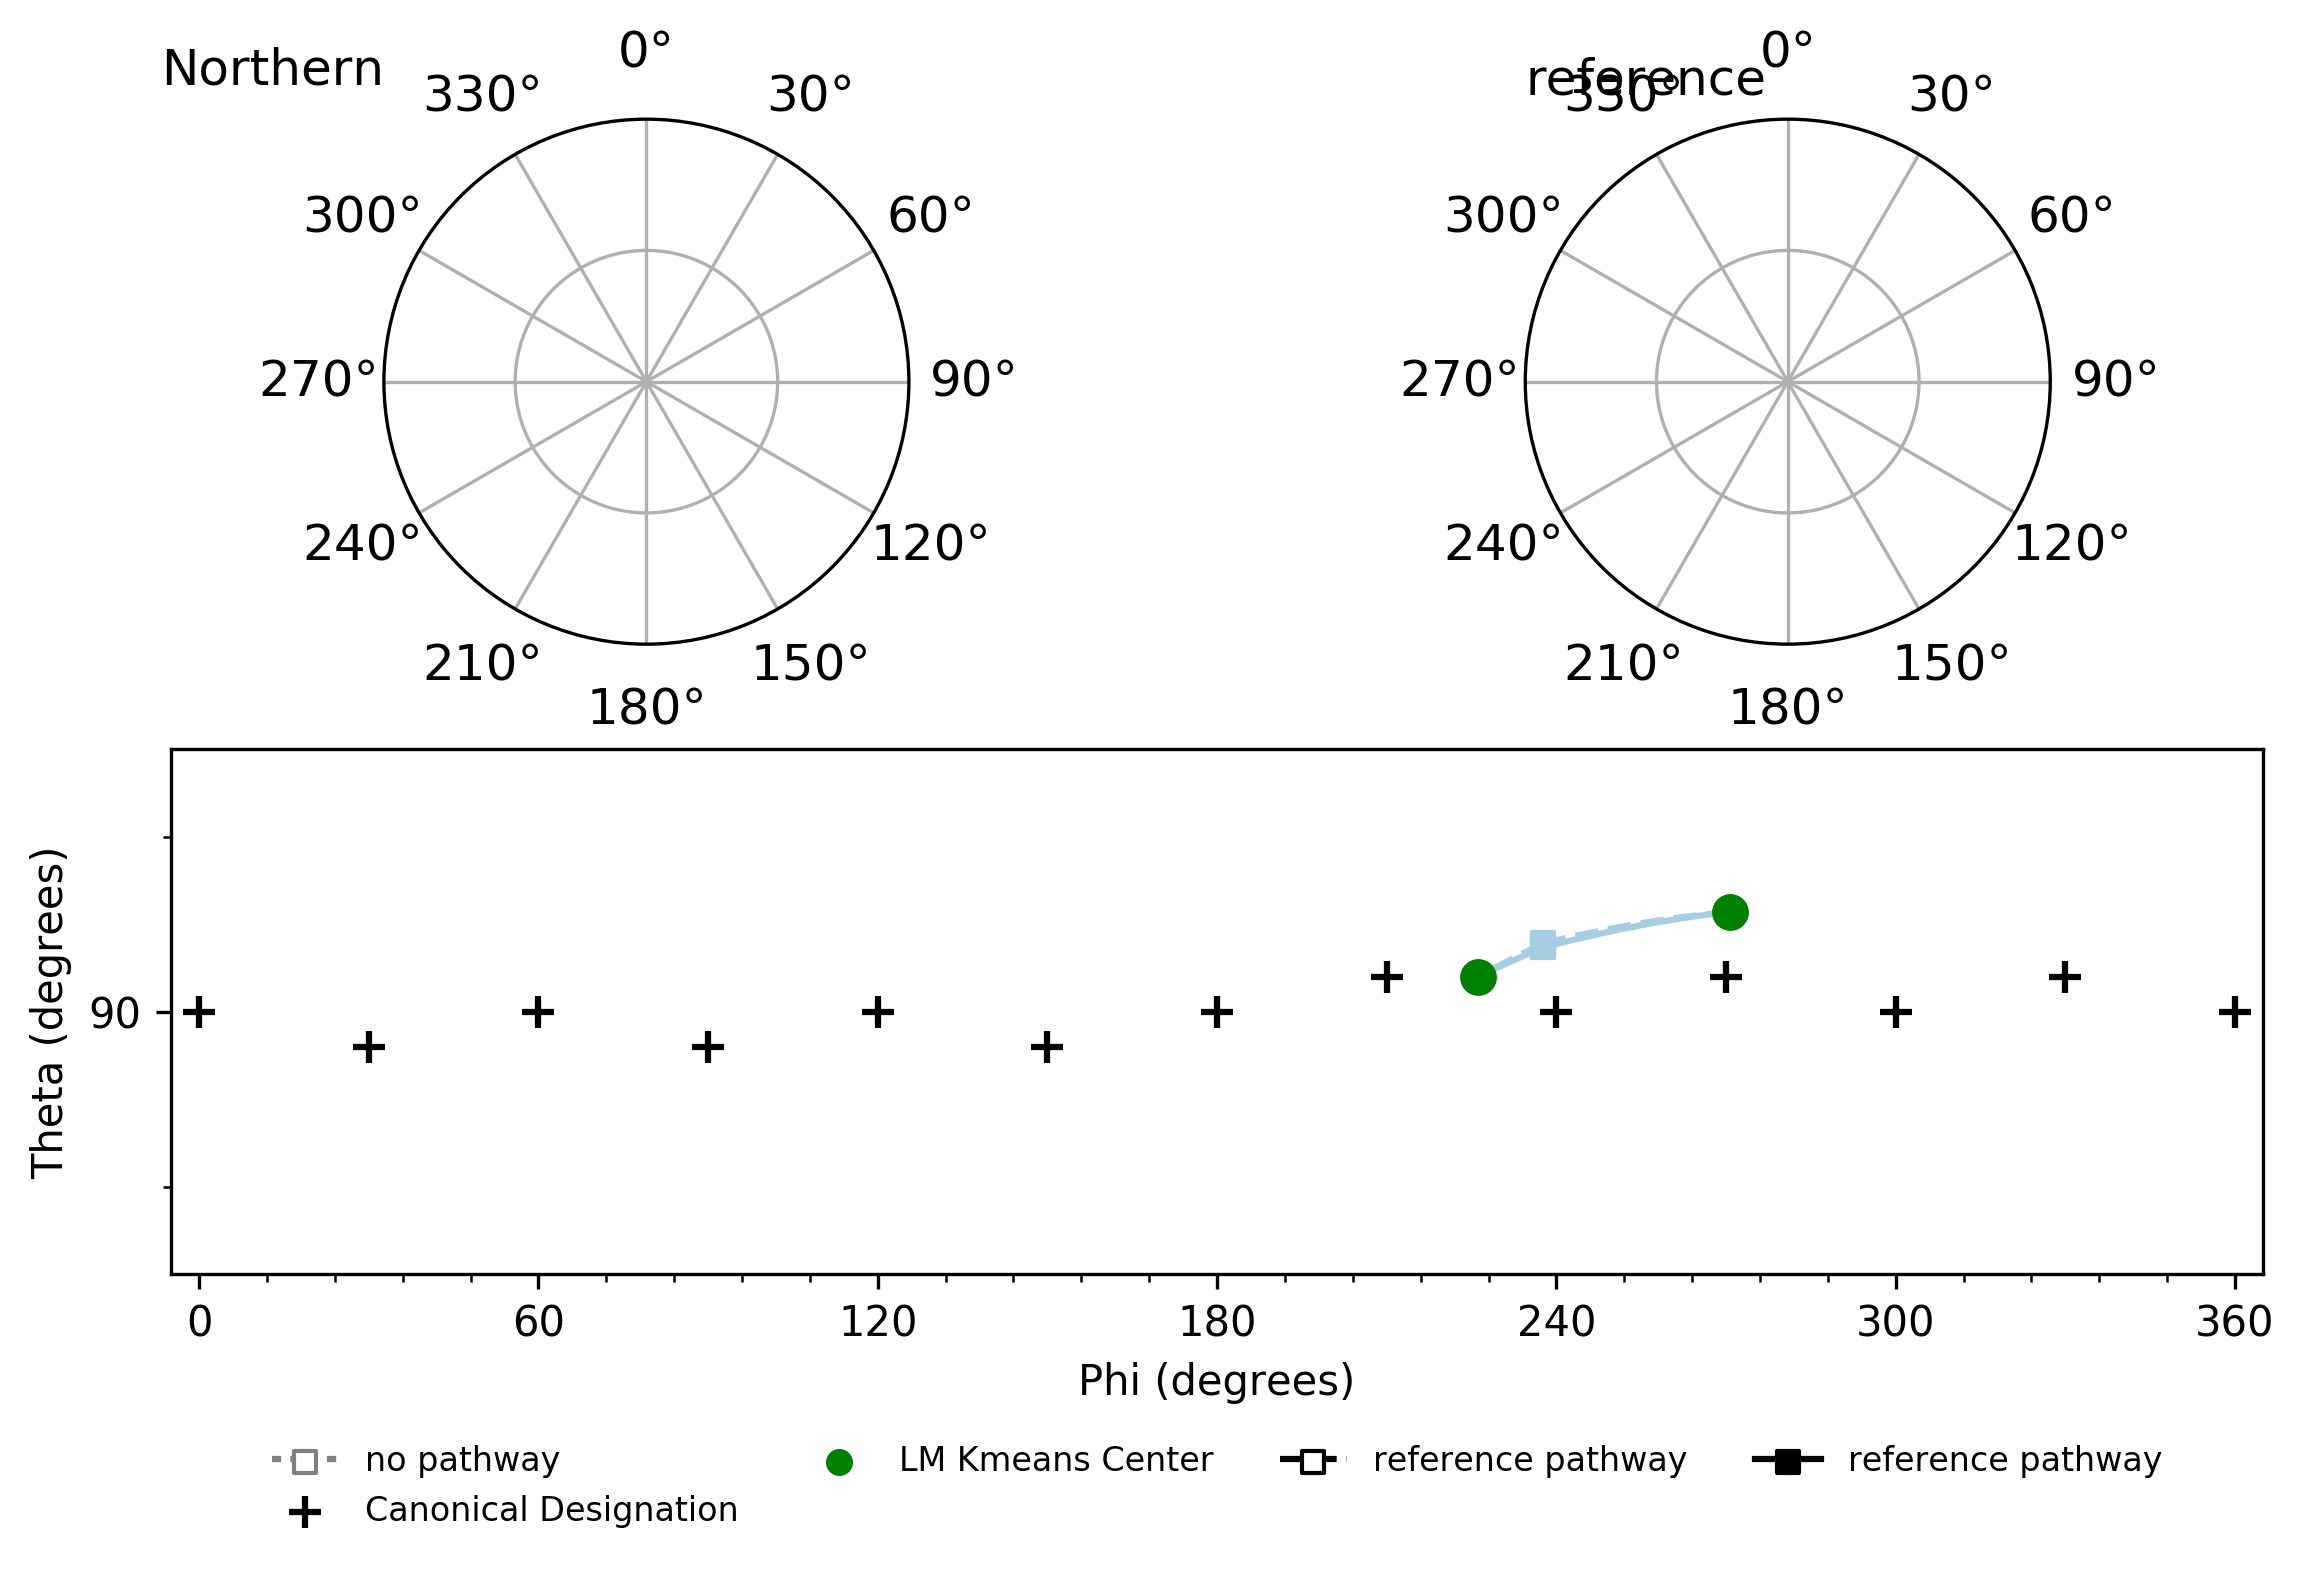 Northern
reference
0°
30°
60°
90°
120°
150°
180°
210°
240°
270°
300°
330°
0°
30°
60°
90°
120°
150°
180°
210°
240°
270°
300°
330°
Theta (degrees)
90
0 60 120 180 240 300 360
Phi (degrees)
no pathway
Canonical Designation
LM Kmeans Center
reference pathway
reference pathway